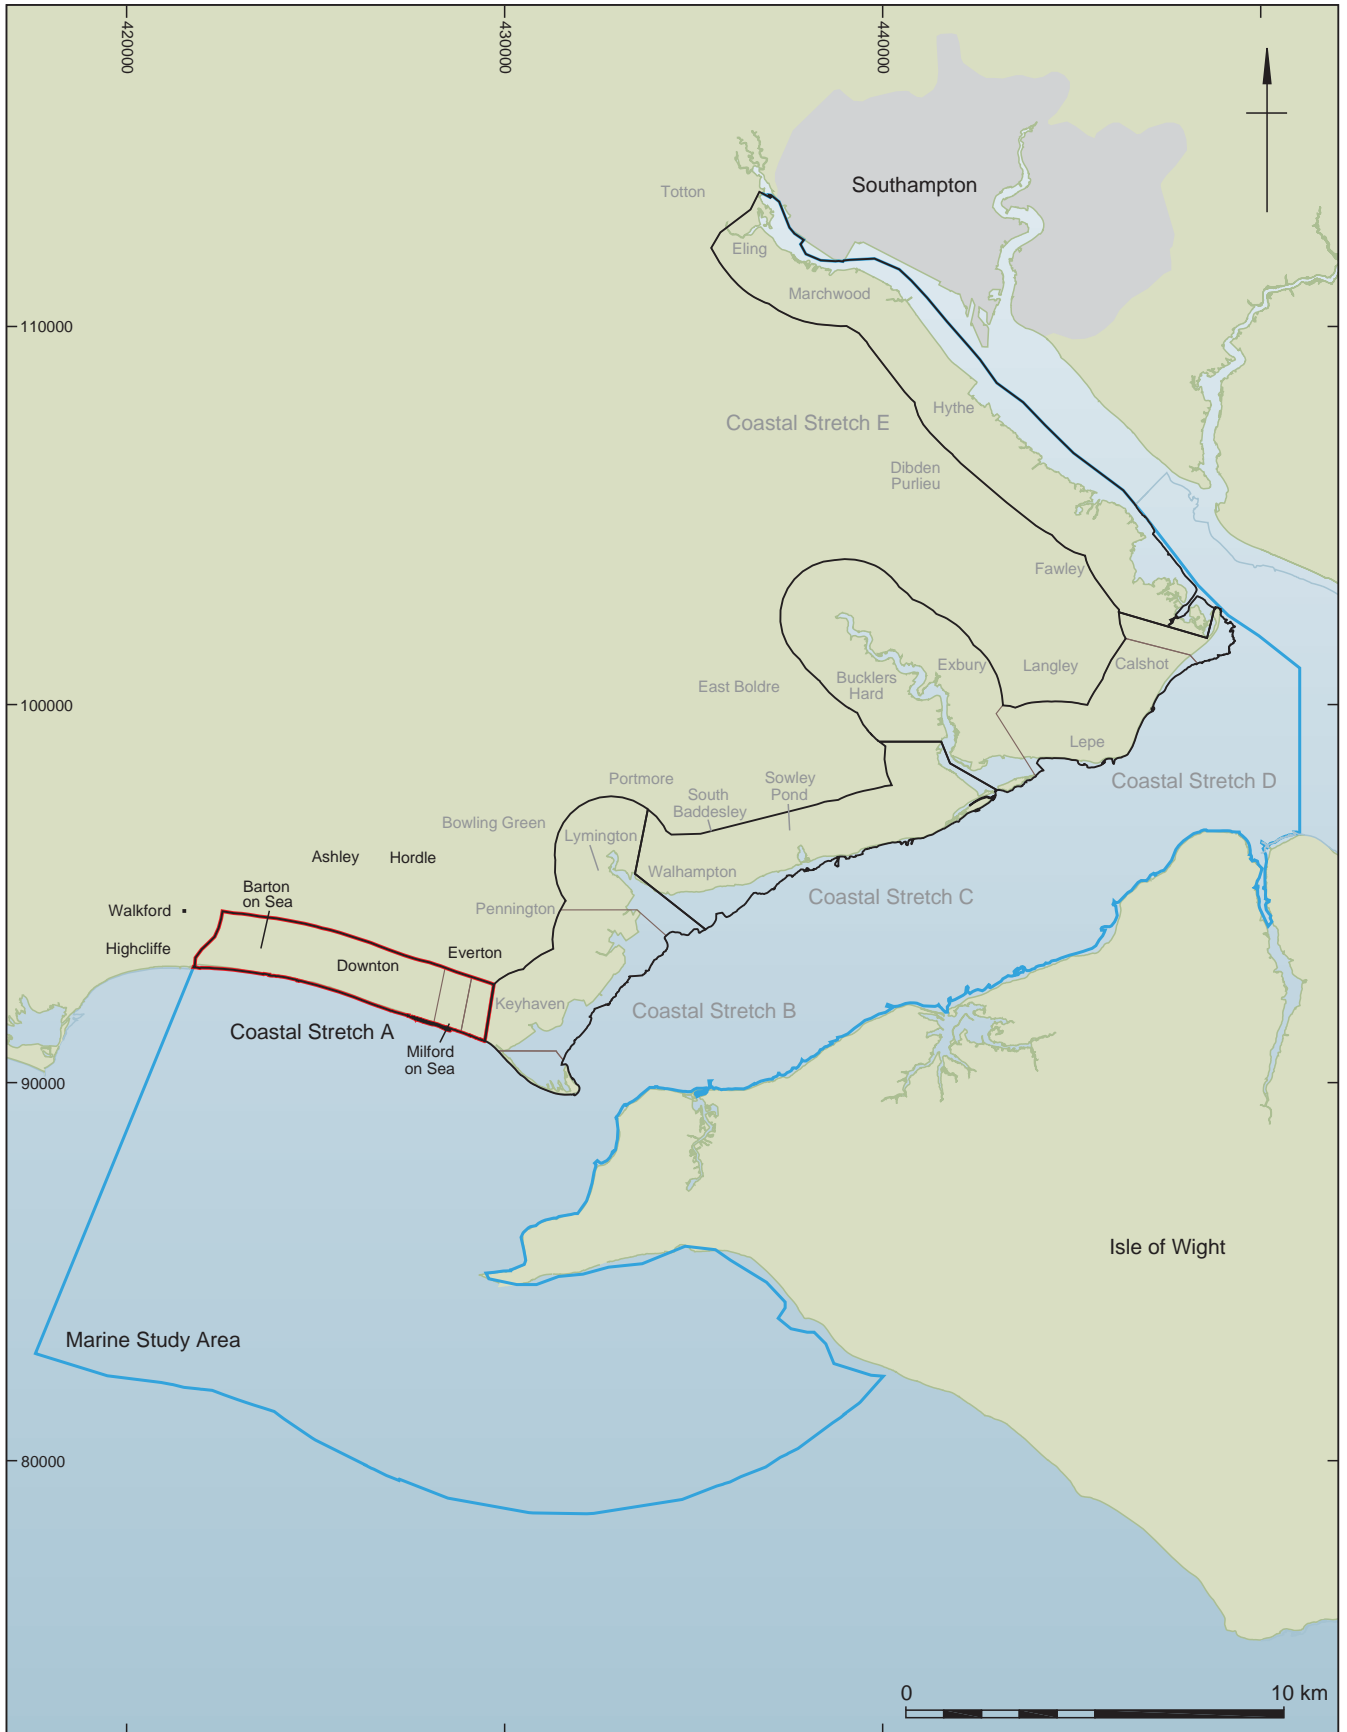 420000
430000
440000
Southampton
Totton
Eling
Marchwood
110000
Hythe
Coastal Stretch E
Dibden
Purlieu
Fawley
Exbury
Langley
Calshot
Bucklers
Hard
East Boldre
100000
Lepe
Portmore
Sowley
Pond
Coastal Stretch D
South
Baddesley
Bowling Green
Lymington
Ashley
Hordle
Walhampton
Barton
on Sea
Coastal Stretch C
Walkford
Pennington
Highcliffe
Everton
Downton
Keyhaven
Coastal Stretch B
Coastal Stretch A
Milford
on Sea
90000
Isle of Wight
Marine Study Area
80000
0
10 km